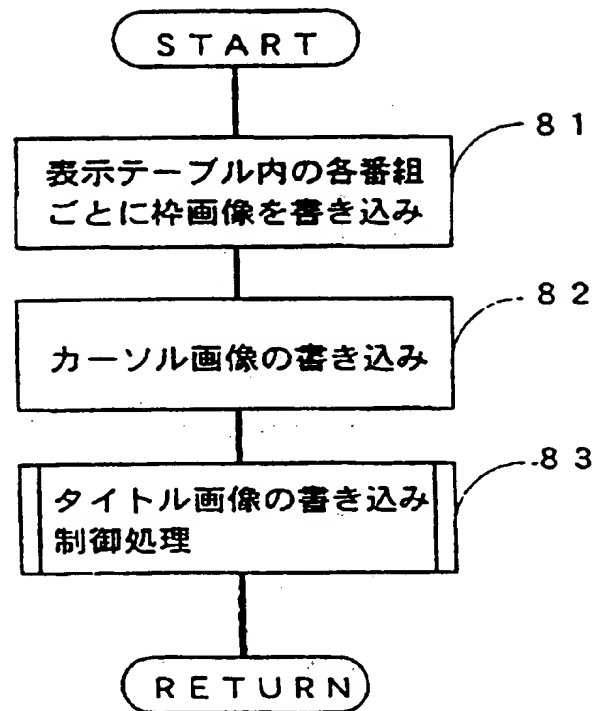 START
81
表示テーブル内の各番組
ごとに枠画像を書き込み
82
カーソル画像の書き込み
83
タイトル画像の書き込み
制御処理
RETURN